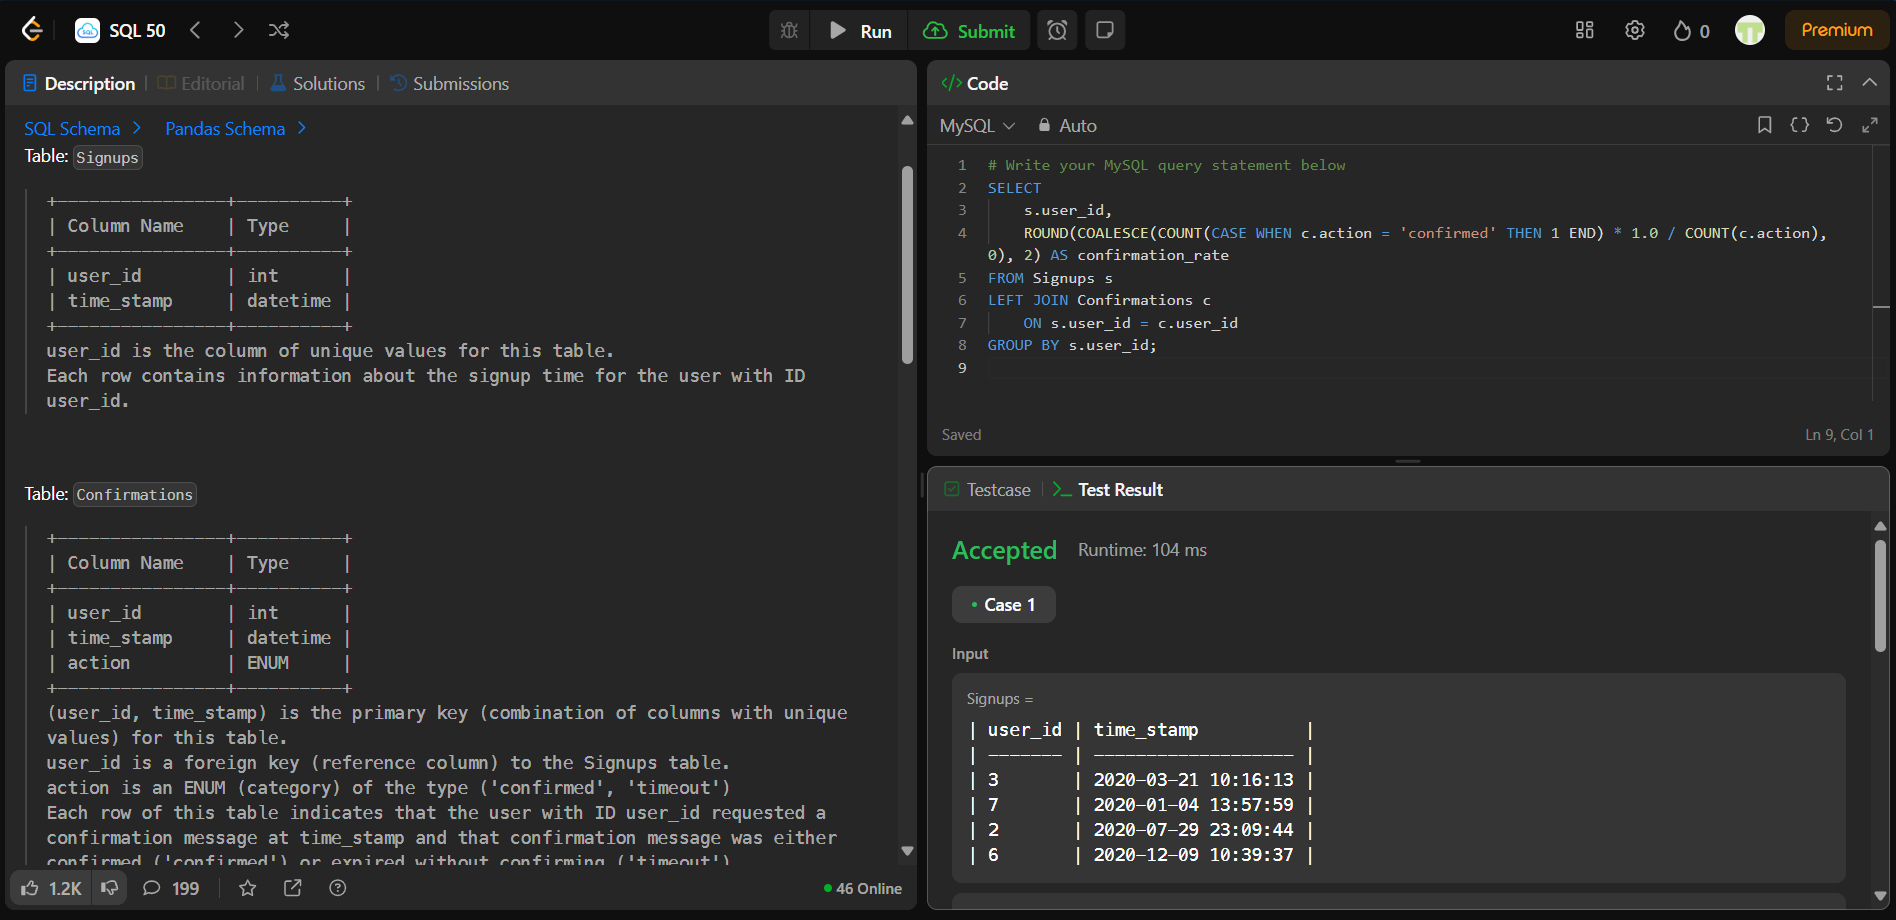 SQL 50
Run
Submit
0
Premium
Description
Editorial
Solutions
Submissions
SQL Schema
Pandas Schema
Table: Signups
+----------------+----------+
| Column Name    | Type     |
+----------------+----------+
| user_id        | int      |
| time_stamp     | datetime |
+----------------+----------+
user_id is the column of unique values for this table.
Each row contains information about the signup time for the user with ID
user_id.
Table: Confirmations
+----------------+----------+
| Column Name    | Type     |
+----------------+----------+
| user_id        | int      |
| time_stamp     | datetime |
| action         | ENUM     |
+----------------+----------+
(user_id, time_stamp) is the primary key (combination of columns with unique
values) for this table.
user_id is a foreign key (reference column) to the Signups table.
action is an ENUM (category) of the type ('confirmed', 'timeout')
Each row of this table indicates that the user with ID user_id requested a
confirmation message at time_stamp and that confirmation message was either
confirmed ('confirmed') or expired without confirming ('timeout')
1.2K
199
46 Online
</> Code
MySQL
Auto
1 # Write your MySQL query statement below
2 SELECT
3     s.user_id,
4     ROUND(COALESCE(COUNT(CASE WHEN c.action = 'confirmed' THEN 1 END) * 1.0 / COUNT(c.action),
0), 2) AS confirmation_rate
5 FROM Signups s
6 LEFT JOIN Confirmations c
7     ON s.user_id = c.user_id
8 GROUP BY s.user_id;
9
Saved
Ln 9, Col 1
Testcase
Test Result
Accepted
Runtime: 104 ms
Case 1
Input
Signups =
| user_id | time_stamp          |
| ------- | ------------------- |
| 3       | 2020-03-21 10:16:13 |
| 7       | 2020-01-04 13:57:59 |
| 2       | 2020-07-29 23:09:44 |
| 6       | 2020-12-09 10:39:37 |